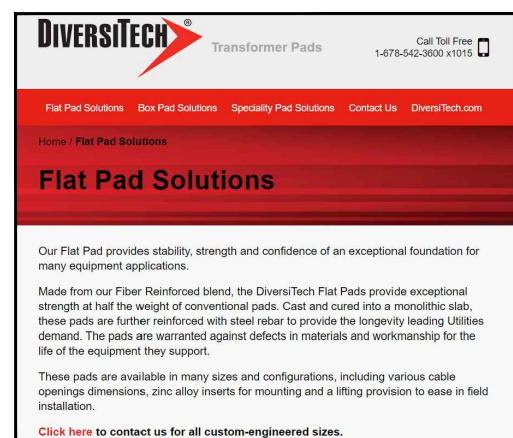 DIVERSITECH®
Transformer Pads
Call Toll Free
1-678-542-3600 x1015
Flat Pad Solutions Box Pad Solutions Speciality Pad Solutions Contact Us DiversiTech.com
Home / Flat Pad Solutions
Flat Pad Solutions
Our Flat Pad provides stability, strength and confidence of an exceptional foundation for
many equipment applications.
Made from our Fiber Reinforced blend, the DiversiTech Flat Pads provide exceptional
strength at half the weight of conventional pads. Cast and cured into a monolithic slab,
these pads are further reinforced with steel rebar to provide the longevity leading Utilities
demand. The pads are warranted against defects in materials and workmanship for the
life of the equipment they support.
These pads are available in many sizes and configurations, including various cable
openings dimensions, zinc alloy inserts for mounting and a lifting provision to ease in field
installation.
Click here to contact us for all custom-engineered sizes.